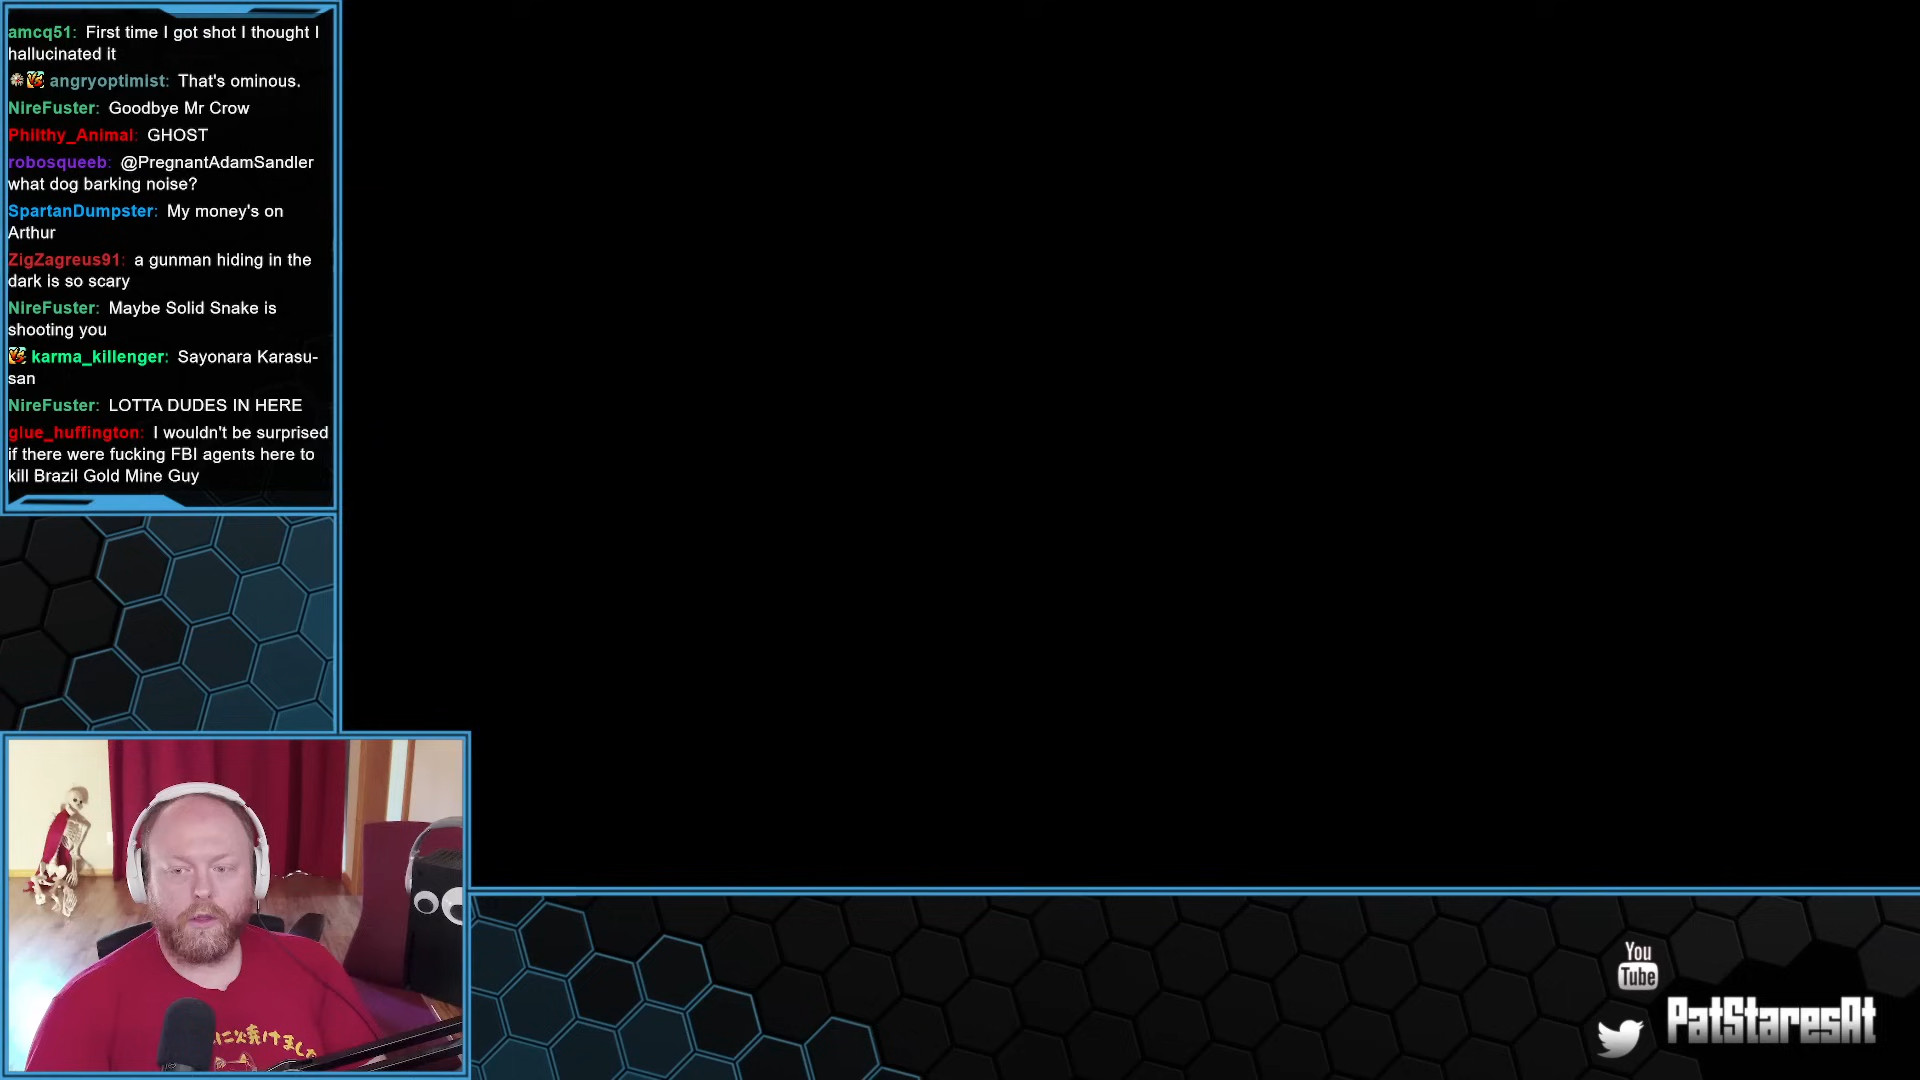 amcq51: First time I got shot I thought I
hallucinated it
angryoptimist: That's ominous.
NireFuster: Goodbye Mr Crow
Philthy_Animal: GHOST
robosqueeb: @PregnantAdamSandler
what dog barking noise?
SpartanDumpster: My money's on
Arthur
ZigZagreus91: a gunman hiding in the
dark is so scary
NireFuster: Maybe Solid Snake is
shooting you
karma_killenger: Sayonara Karasu-
san
NireFuster: LOTTA DUDES IN HERE
glue_huffington: I wouldn't be surprised
if there were fucking FBI agents here to
kill Brazil Gold Mine Guy
You
Tube
PatStaresAt